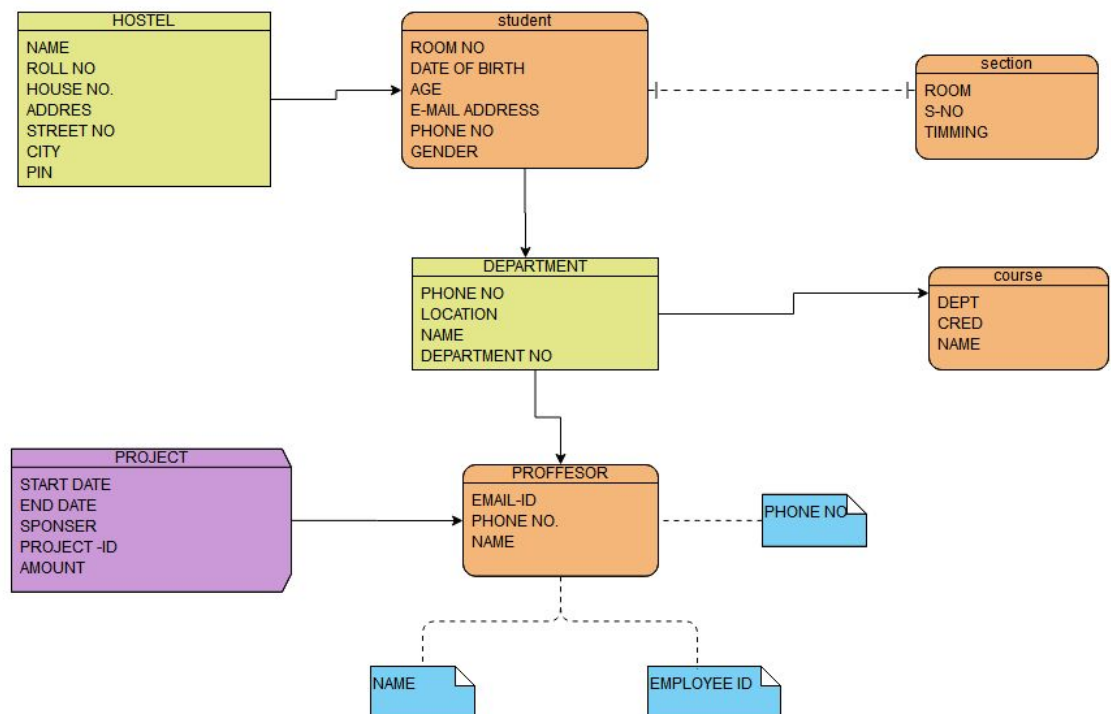 HOSTEL
NAME
ROLL NO
HOUSE NO.
ADDRES
STREET NO
CITY
PIN
student
ROOM NO
DATE OF BIRTH
AGE
E-MAIL ADDRESS
PHONE NO
GENDER
section
ROOM
S-NO
TIMMING
DEPARTMENT
PHONE NO
LOCATION
NAME
DEPARTMENT NO
course
DEPT
CRED
NAME
PROJECT
START DATE
END DATE
SPONSER
PROJECT -ID
AMOUNT
PROFFESOR
EMAIL-ID
PHONE NO.
NAME
PHONE NO
NAME
EMPLOYEE ID